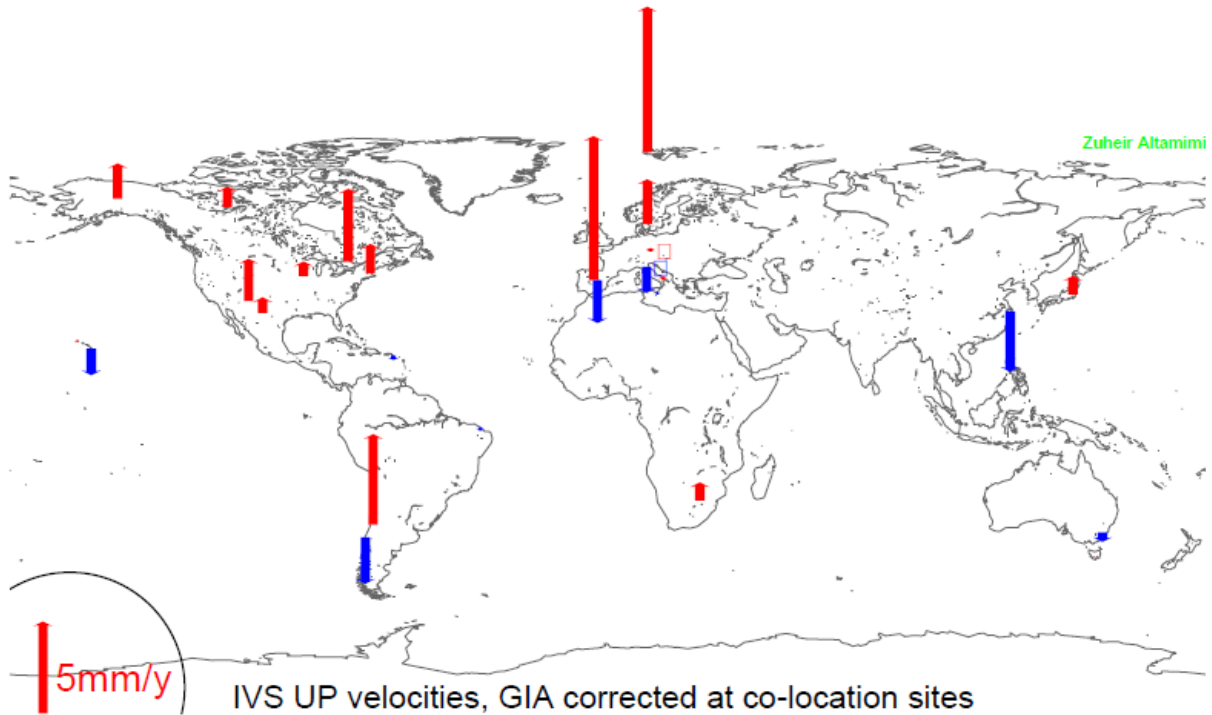 Zuheir Altamimi
5mm/y
IVS UP velocities, GIA corrected at co-location sites